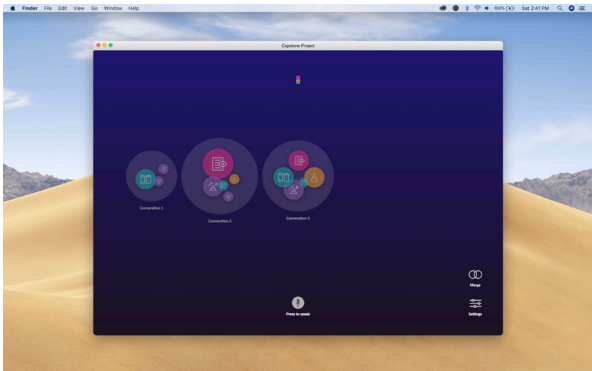 Finder File Edit View Go Window Help
100% Sat 2:41 PM
Capstone Project
Conversation 1
Conversation 2
Conversation 3
Merge
Press to speak
Settings